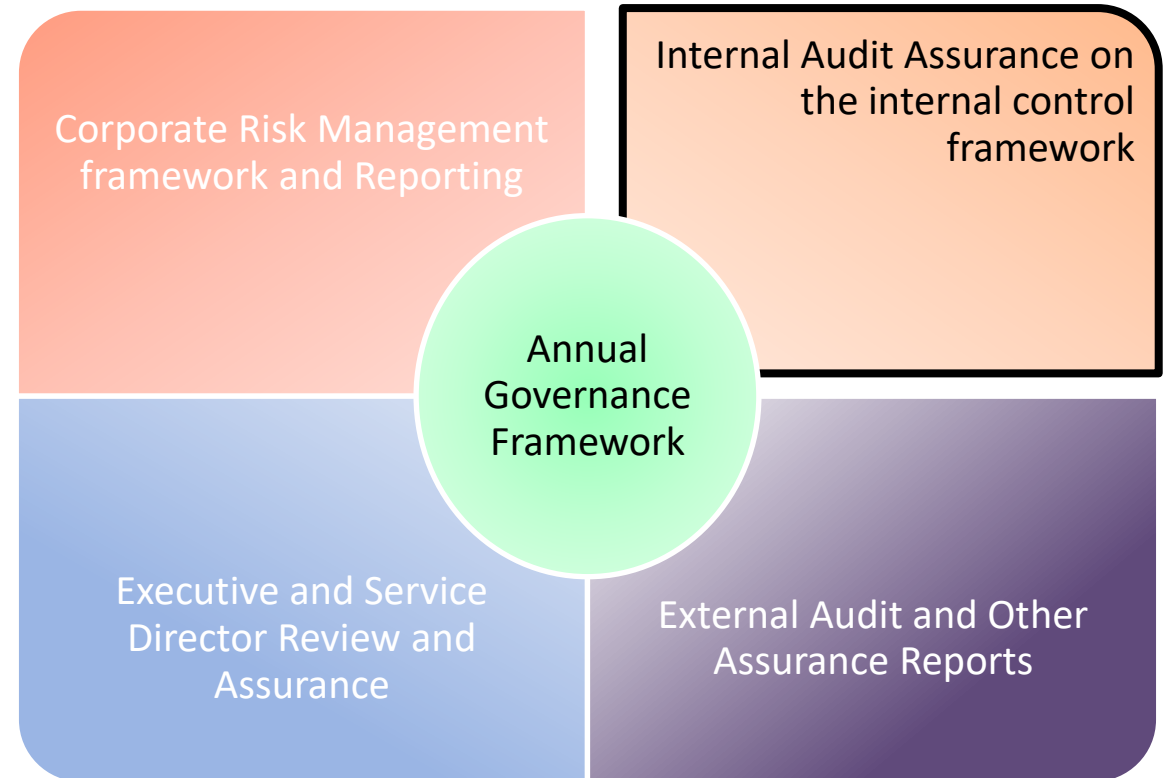 Corporate Risk Management
framework and Reporting
Internal Audit Assurance on
the internal control
framework
Annual
Governance
Framework
Executive and Service
Director Review and
Assurance
External Audit and Other
Assurance Reports